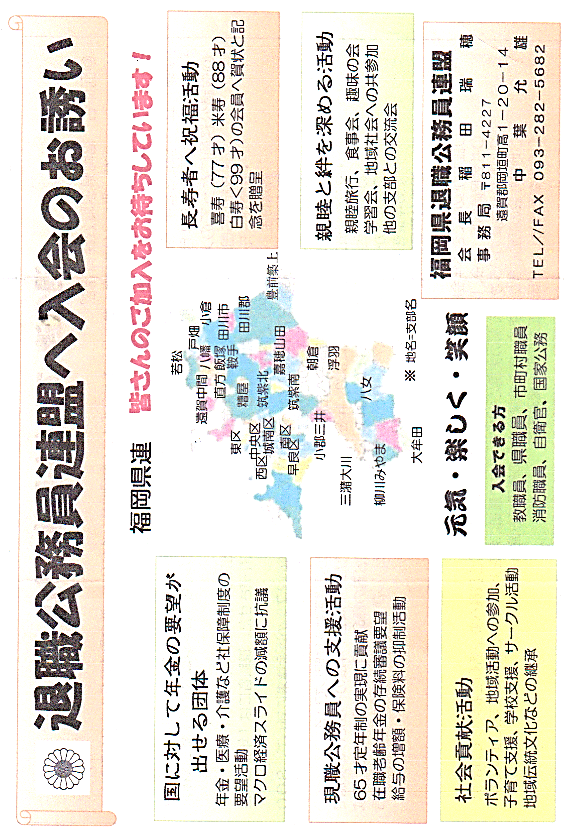 退職公務員連盟へ入会のお誘い
福岡県連
皆さんのご加入をお待ちしています!
国に対して年金の要望が
出せる団体
年金・医療・介護など社保障制度の
要望活動
マクロ経済スライドの減額に抗議
現職公務員への支援活動
65才定年制の実現に貢献
在職老齢年金の存続審議要望
給与の増額・保険料の抑制活動
社会貢献活動
ボランティア、地域活動への参加、
子育て支援、学校支援、サークル活動
地域伝統文化などの継承
若松
戸畑
小倉
遠賀中間
八幡
田川市
直方
飯塚
鞍手
田川郡
豊前築上
東区
糟屋
筑紫北
嘉穂山田
中央区
城南区
西区
南区
早良区
筑紫南
朝倉
小郡三井
浮羽
三潴大川
八女
柳川みやま
大牟田
※ 地名=支部名
元気・楽しく・笑顔
入会できる方
教職員、県職員、市町村職員
消防職員、自衛官、国家公務
長寿者へ祝福活動
喜寿(77才)米寿(88才)
白寿<99才)の会員へ賀状と記
念を贈呈
親睦と絆を深める活動
親睦旅行、食事会、趣味の会
学習会、地域社会への共参加
他の支部との交流会
福岡県退職公務員連盟
会 長 稲 田 瑞 穂
事 務 局 〒811-4227
遠賀郡岡垣町高1-20-14
中 葉 允 雄
TEL//FAX 093-282-5682